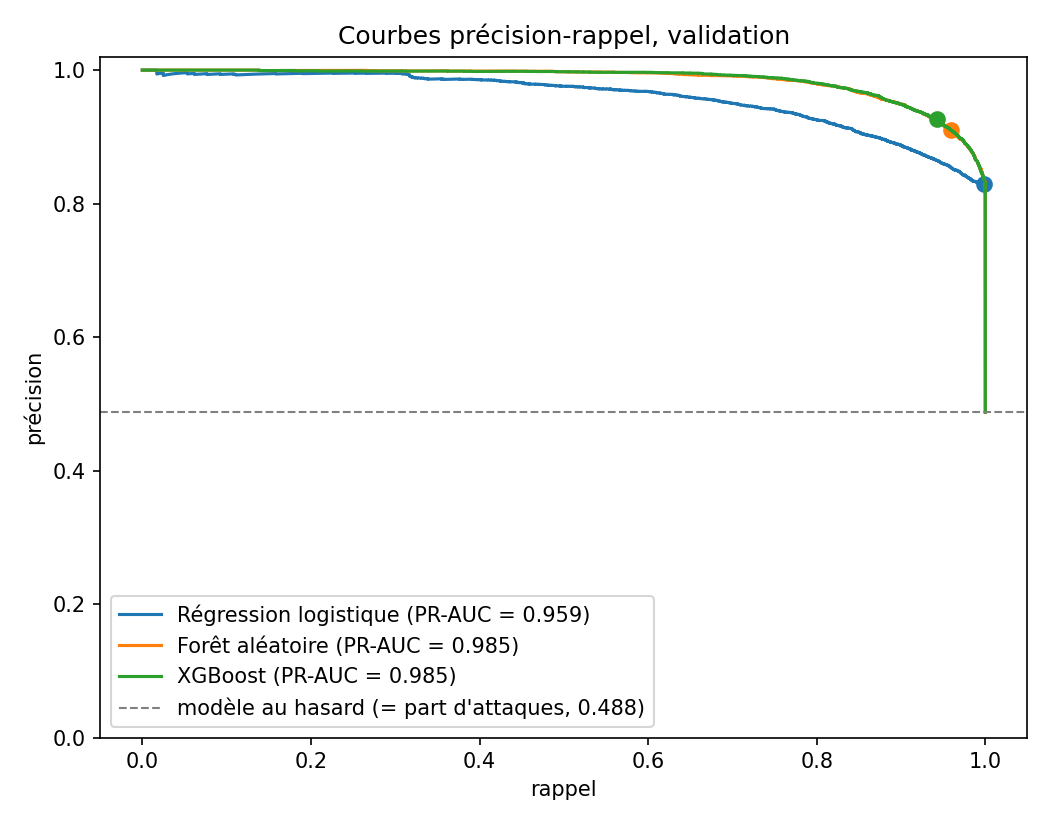 Courbes précision-rappel, validation
précision
1.0
0.8
0.6
0.4
0.2
0.0
Régression logistique (PR-AUC = 0.959)
Forêt aléatoire (PR-AUC = 0.985)
XGBoost (PR-AUC = 0.985)
modèle au hasard (= part d'attaques, 0.488)
0.0 0.2 0.4 0.6 0.8 1.0
rappel